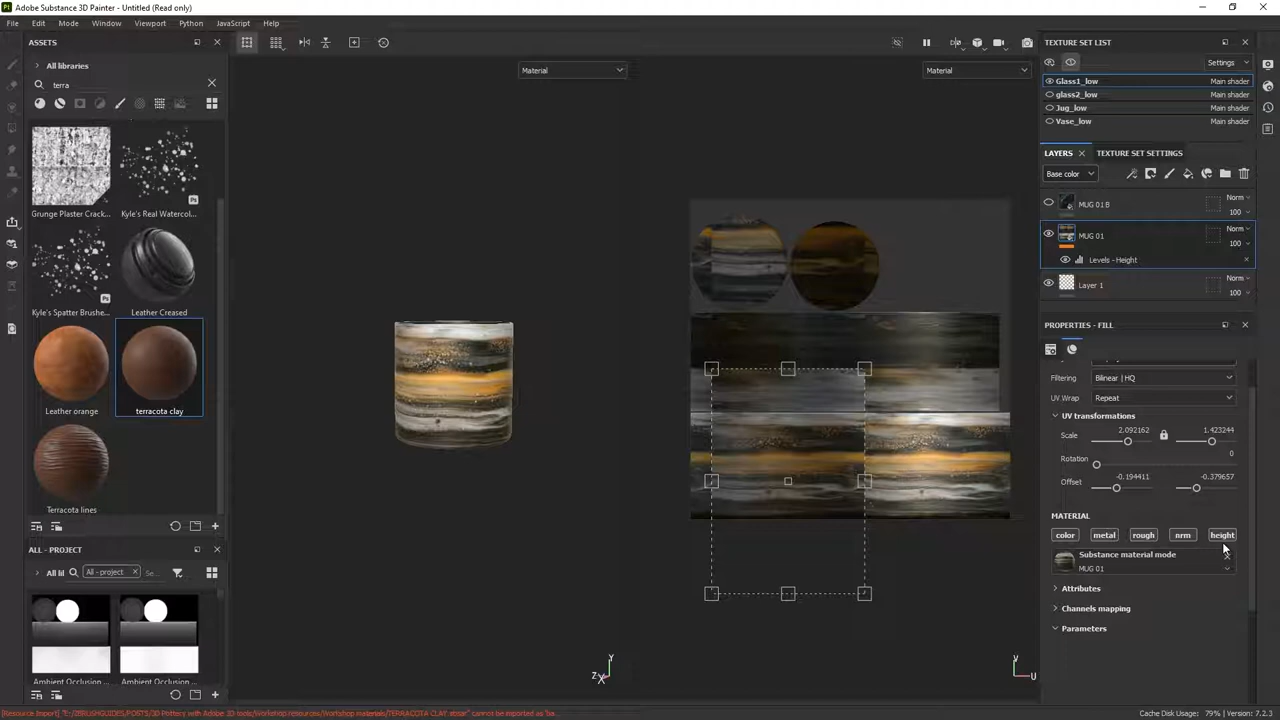 Pt Adobe Substance 3D Painter - Untitled (Read only)
File Edit Mode Viewport Python JavaScript Help
ASSETS
All libraries
terra
Grunge Plaster Crack...
Kyle's Real Watercol...
Kyle's Spatter Brushe...
Leather Creased
Leather orange
terracota clay
Terracota lines
ALL - PROJECT
All lil
All - project
Se...
Ambient Occlusion
Ambient Occlusion
Material
Material
Y
Z
X
V
U
TEXTURE SET LIST
Settings
Glass1_low Main shader
glass2_low Main shader
Jug_low Main shader
Vase_low Main shader
LAYERS
TEXTURE SET SETTINGS
Base color
MUG 01 B Norm
100
MUG 01 Norm
100
Levels - Height
Layer 1 Norm
100
PROPERTIES - FILL
Filtering Bilinear | HQ
UV Wrap Repeat
UV transformations
Scale 2.092162 1.423244
Rotation 0
Offset -0.194411 -0.379657
MATERIAL
color metal rough nrm height
Substance material mode
MUG 01
Attributes
Channels mapping
Parameters
Cache Disk Usage: 79% | Version: 7.2.3